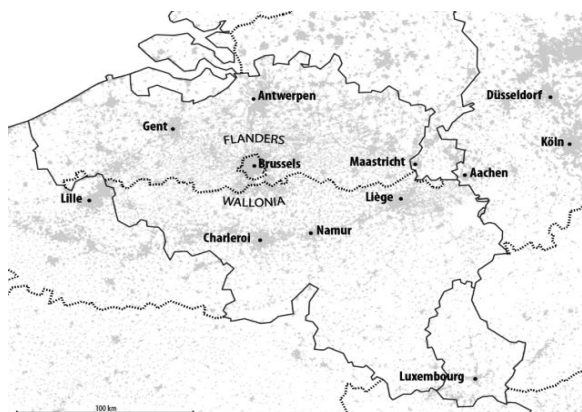 Antwerpen
Düsseldorf
Gent
FLANDERS
Köln
Brussels
Maastricht
Aachen
Lille
WALLONIA
Liège
Charleroi
Namur
Luxembourg
100 km